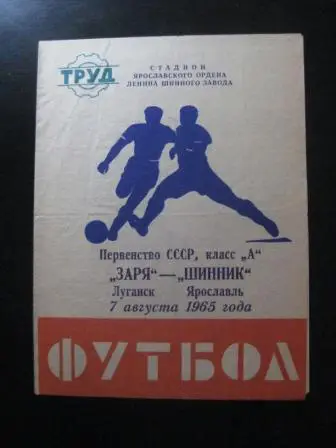 ТРУД
СТАДИОН
ЯРОСЛАВСКОГО ОРДЕНА
ЛЕНИНА ШИННОГО ЗАВОДА
Первенство СССР, класс „А"
„ЗАРЯ"—„ШИННИК"
Луганск Ярославль
7 августа 1965 года
ФУТБОЛ